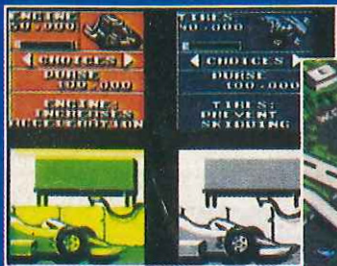 ENGINE
50.000
CHOICES
PURSE
100.000
ENGINE:
INCREASES
ACCELERATION
TIRES
40.000
CHOICES
PURSE
100.000
TIRES:
PREVENT
SKIDDING